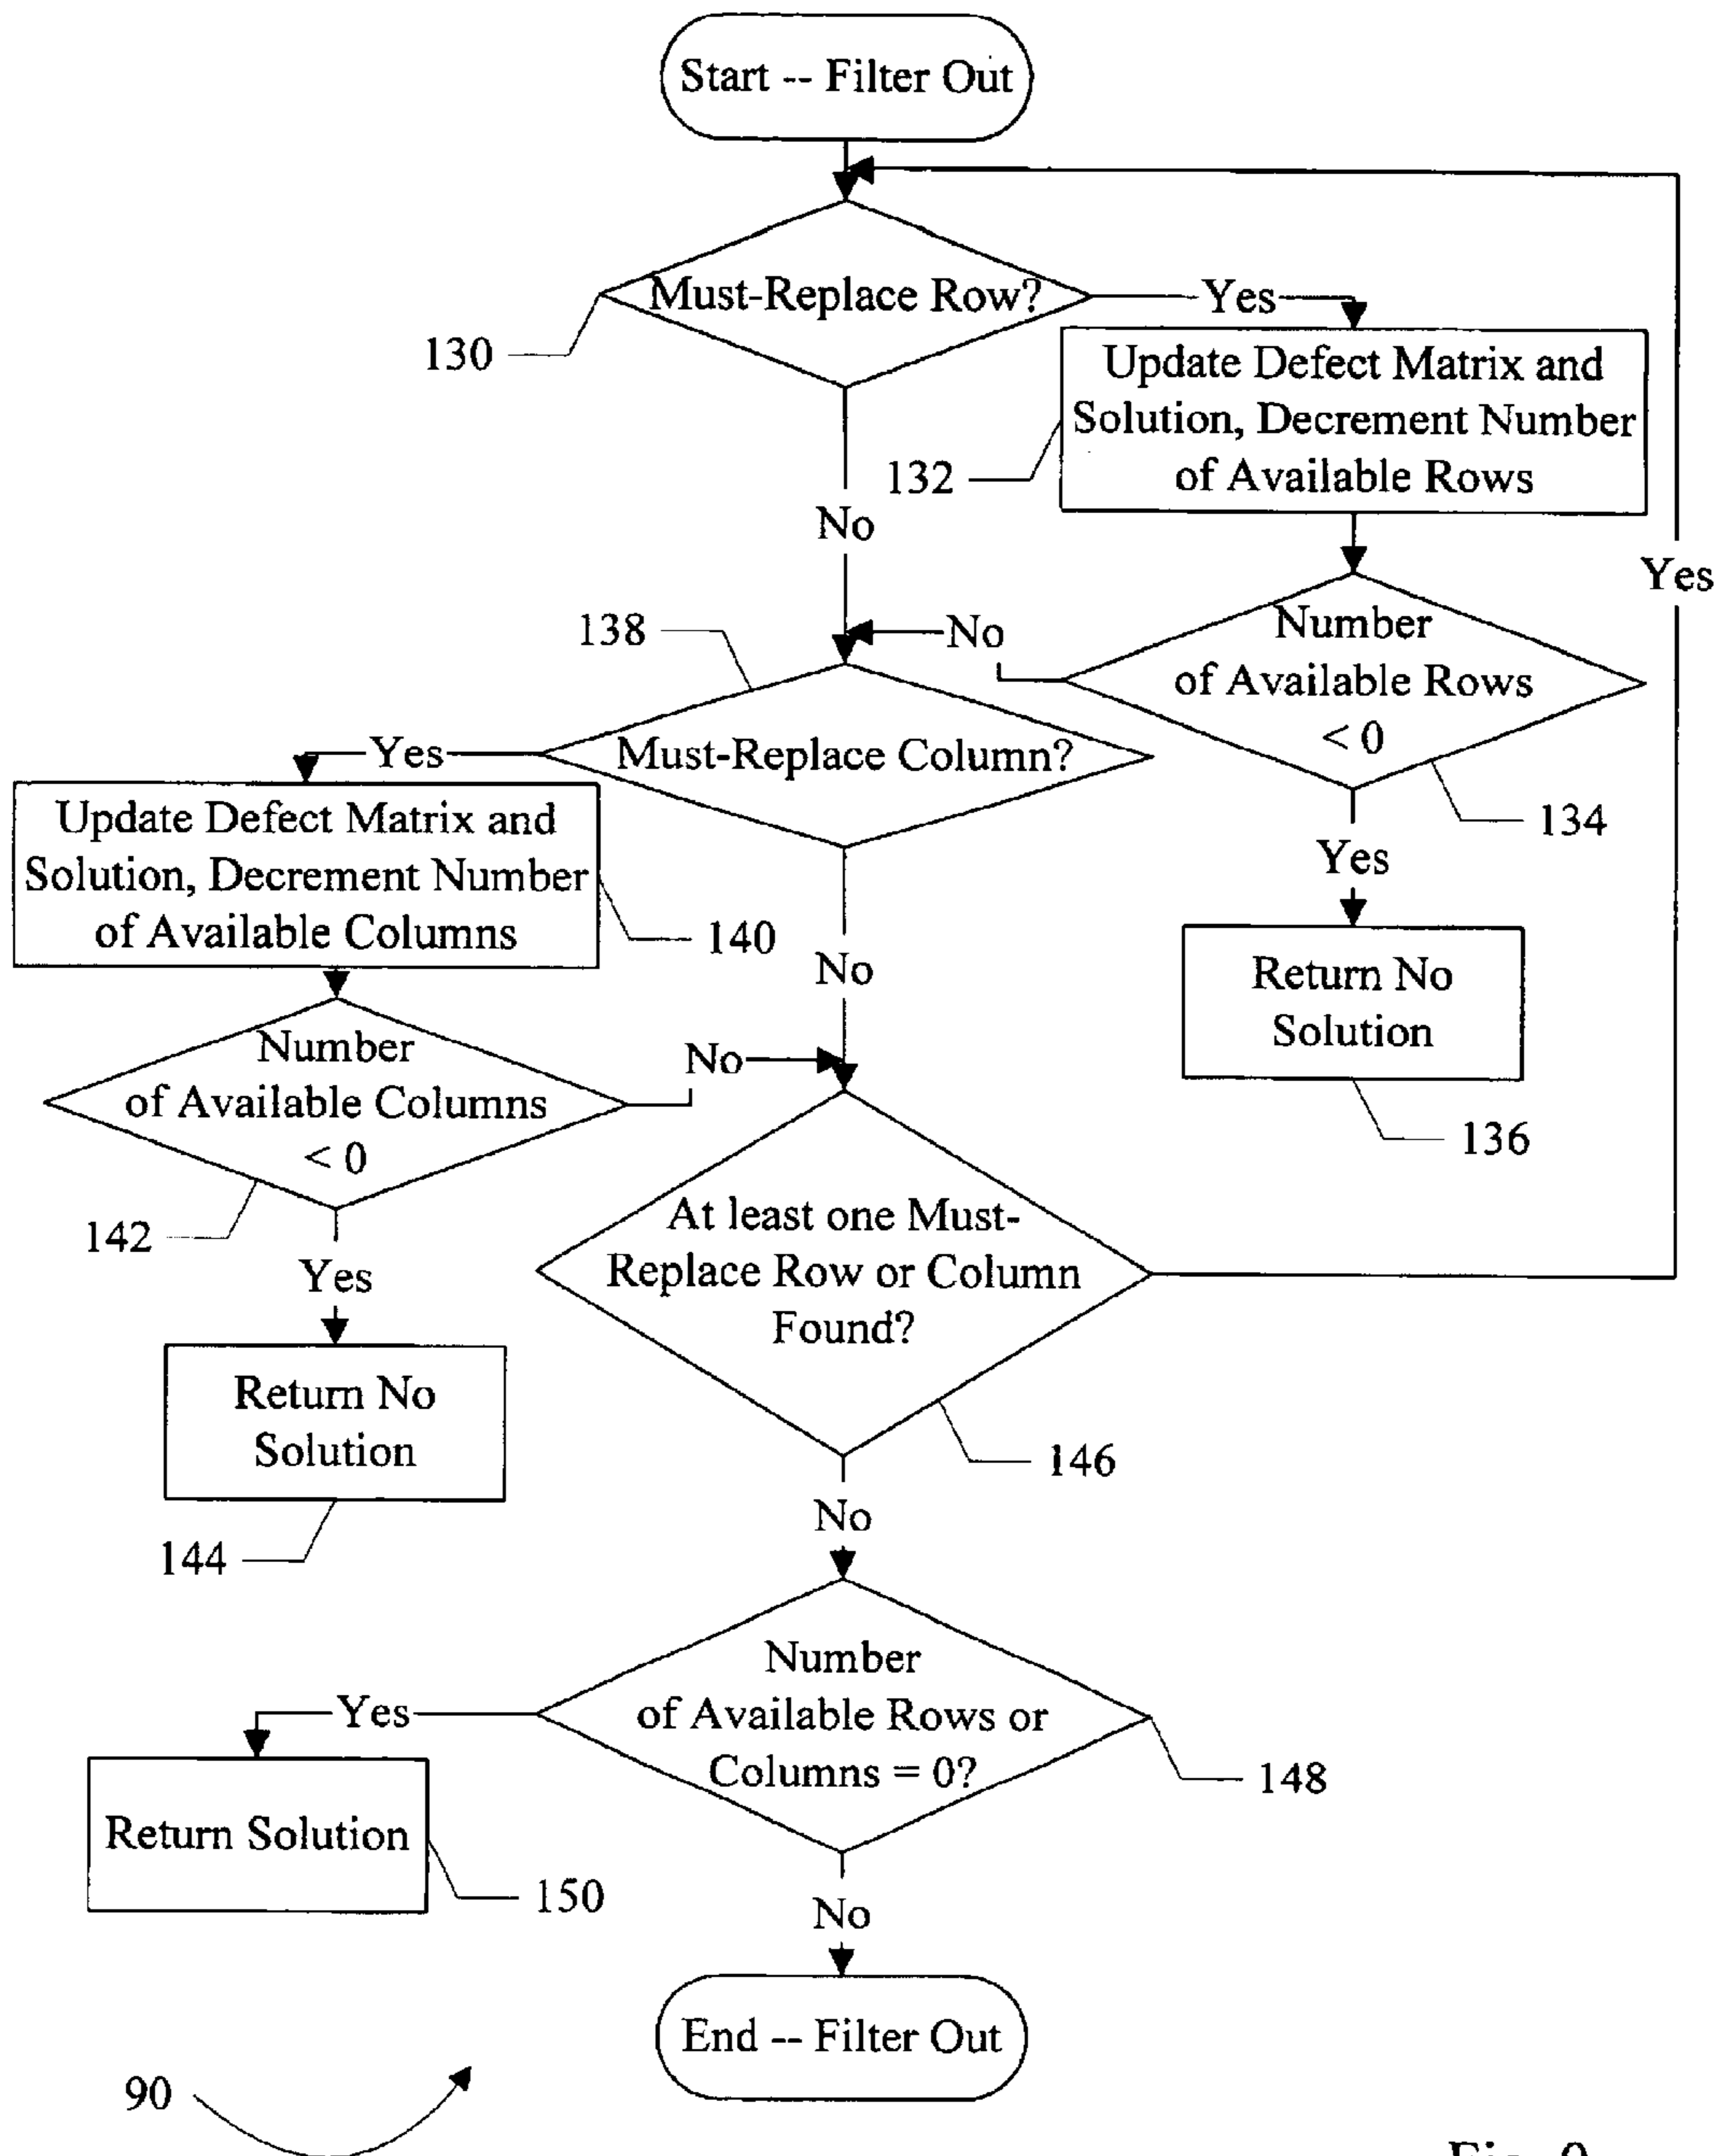 Start -- Filter Out
Must-Replace Row?
Yes
130
Update Defect Matrix and
Solution, Decrement Number
of Available Rows
132
No
Yes
138
No
Number
of Available Rows
< 0
Yes
Must-Replace Column?
134
Update Defect Matrix and
Solution, Decrement Number
of Available Columns
Yes
140
No
Return No
Solution
Number
of Available Columns
< 0
No
136
142
At least one Must-
Replace Row or Column
Found?
Yes
Return No
Solution
146
144
No
Number
of Available Rows or
Columns = 0?
Yes
148
Return Solution
150
No
End -- Filter Out
90